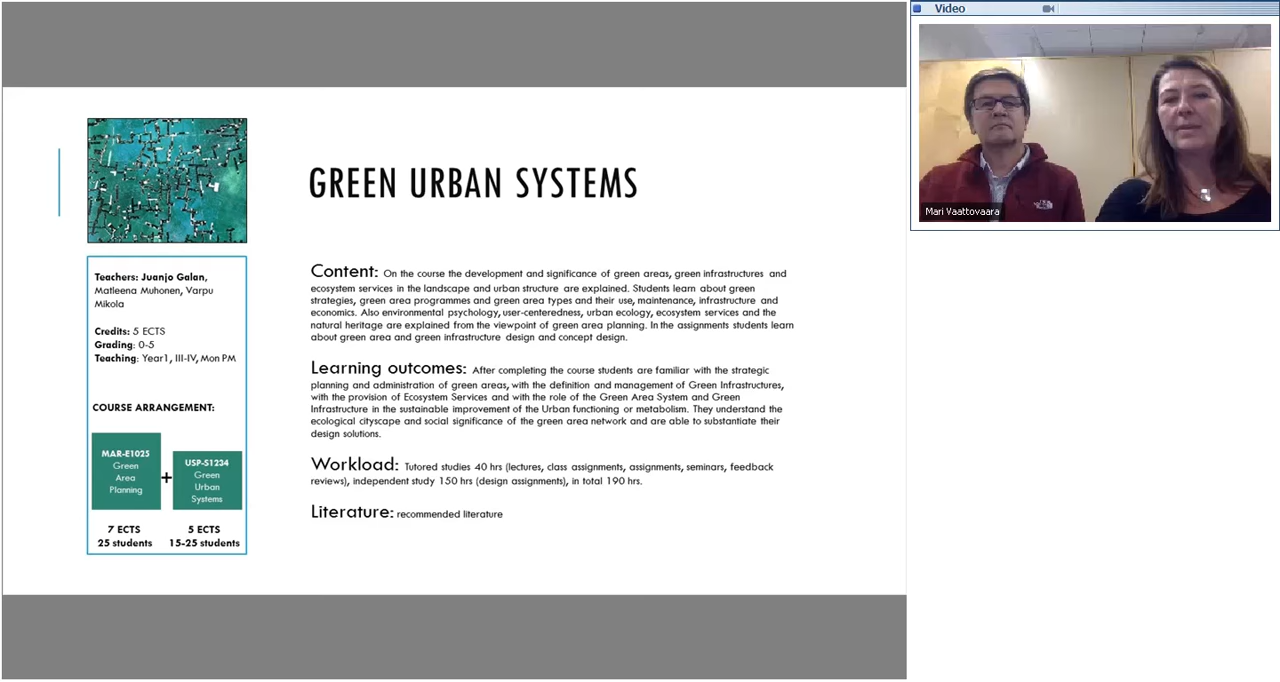 GREEN URBAN SYSTEMS
Teachers: Juanjo Galan,
Matleena Muhonen, Varpu
Mikola
Credits: 5 ECTS
Grading: 0-5
Teaching: Year1, III-IV, Mon PM
COURSE ARRANGEMENT:
MAR-E1025
Green
Area
Planning
+
USP-S1234
Green
Urban
Systems
7 ECTS
25 students
5 ECTS
15-25 students
Content: On the course the development and significance of green areas, green infrastructures and
ecosystem services in the landscape and urban structure are explained. Students learn about green
strategies, green area programmes and green area types and their use, maintenance, infrastructure and
economics. Also environmental psychology, user-centeredness, urban ecology, ecosystem services and the
natural heritage are explained from the viewpoint of green area planning. In the assignments students learn
about green area and green infrastructure design and concept design.
Learning outcomes: After completing the course students are familiar with the strategic
planning and administration of green areas, with the definition and management of Green Infrastructures,
with the provision of Ecosystem Services and with the role of the Green Area System and Green
Infrastructure in the sustainable improvement of the Urban functioning or metabolism. They understand the
ecological cityscape and social significance of the green area network and are able to substantiate their
design solutions.
Workload: Tutored studies 40 hrs (lectures, class assignments, assignments, seminars, feedback
reviews), independent study 150 hrs (design assignments), in total 190 hrs.
Literature: recommended literature
Video
Mari Vaattovaara